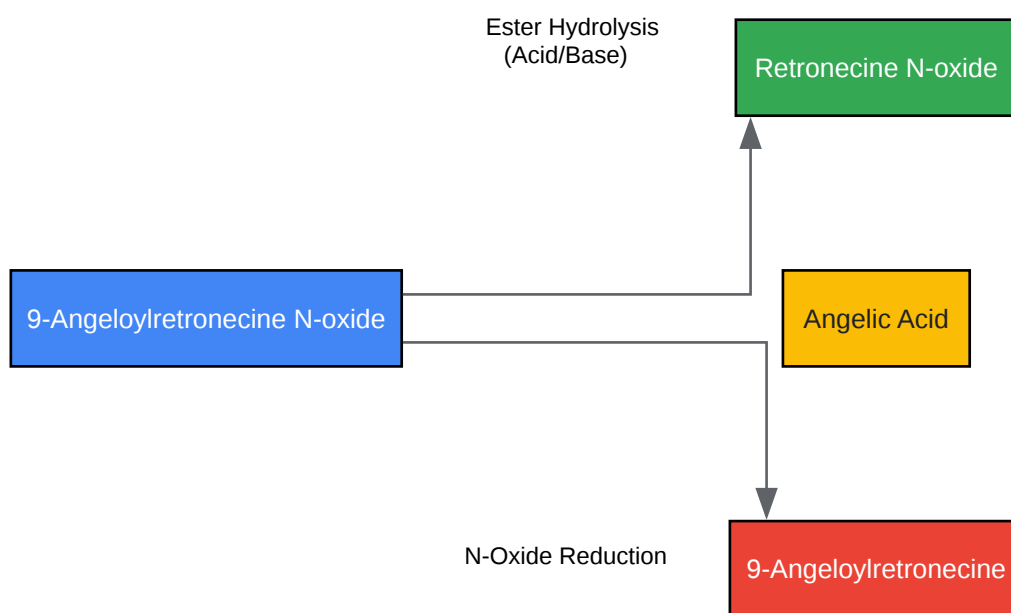 Ester Hydrolysis
(Acid/Base)
Retronecine N-oxide
9-Angeloylretronecine N-oxide
Angelic Acid
N-Oxide Reduction
9-Angeloylretronecine